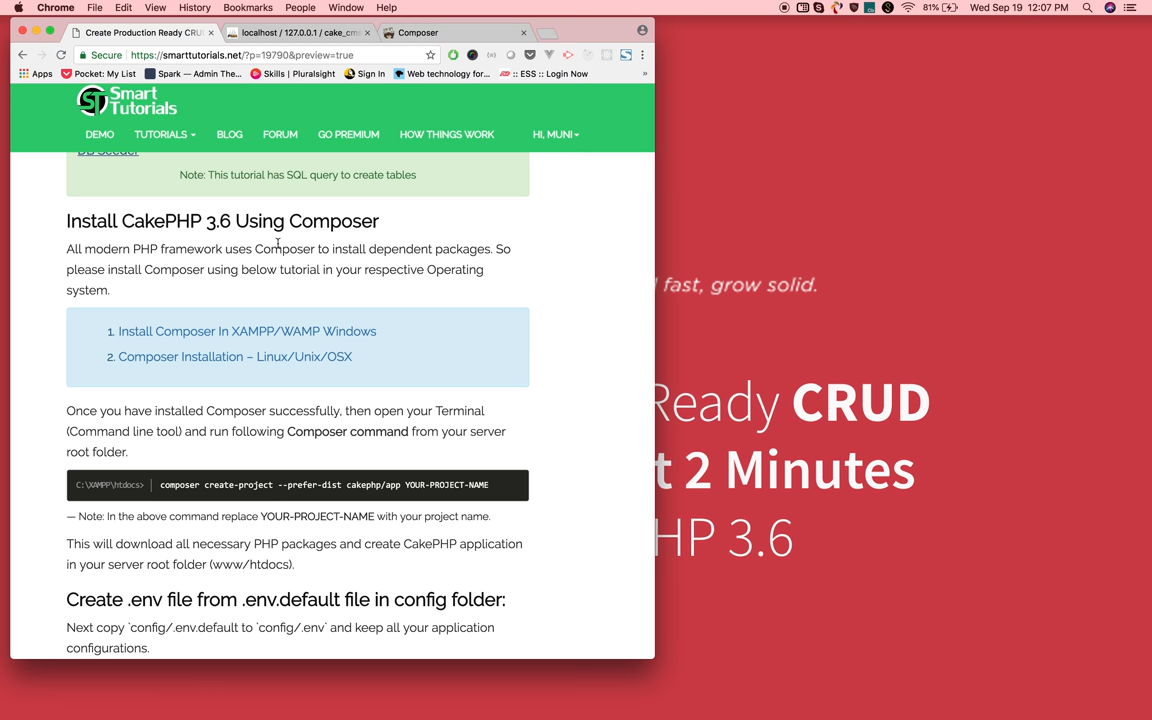 Chrome File Edit View History Bookmarks People Window Help 81% Wed Sep 19 12:07 PM
Create Production Ready CRU localhost / 127.0.0.1 / cake_cms Composer
Secure https://smarttutorials.net/?p=19790&preview=true
Apps Pocket: My List Spark — Admin The... Skills | Pluralsight Sign In Web technology for... :: ESS :: Login Now »
Smart
Tutorials
DEMO TUTORIALS BLOG FORUM GO PREMIUM HOW THINGS WORK HI, MUNI
DB Seeder
Note: This tutorial has SQL query to create tables
Install CakePHP 3.6 Using Composer
All modern PHP framework uses Composer to install dependent packages. So
please install Composer using below tutorial in your respective Operating
system.
1. Install Composer In XAMPP/WAMP Windows
2. Composer Installation – Linux/Unix/OSX
Once you have installed Composer successfully, then open your Terminal
(Command line tool) and run following Composer command from your server
root folder.
C:\XAMPP\htdocs> composer create-project --prefer-dist cakephp/app YOUR-PROJECT-NAME
— Note: In the above command replace YOUR-PROJECT-NAME with your project name.
This will download all necessary PHP packages and create CakePHP application
in your server root folder (www/htdocs).
Create .env file from .env.default file in config folder:
Next copy `config/.env.default to `config/.env` and keep all your application
configurations.
fast, grow solid.
Ready CRUD
t 2 Minutes
HP 3.6